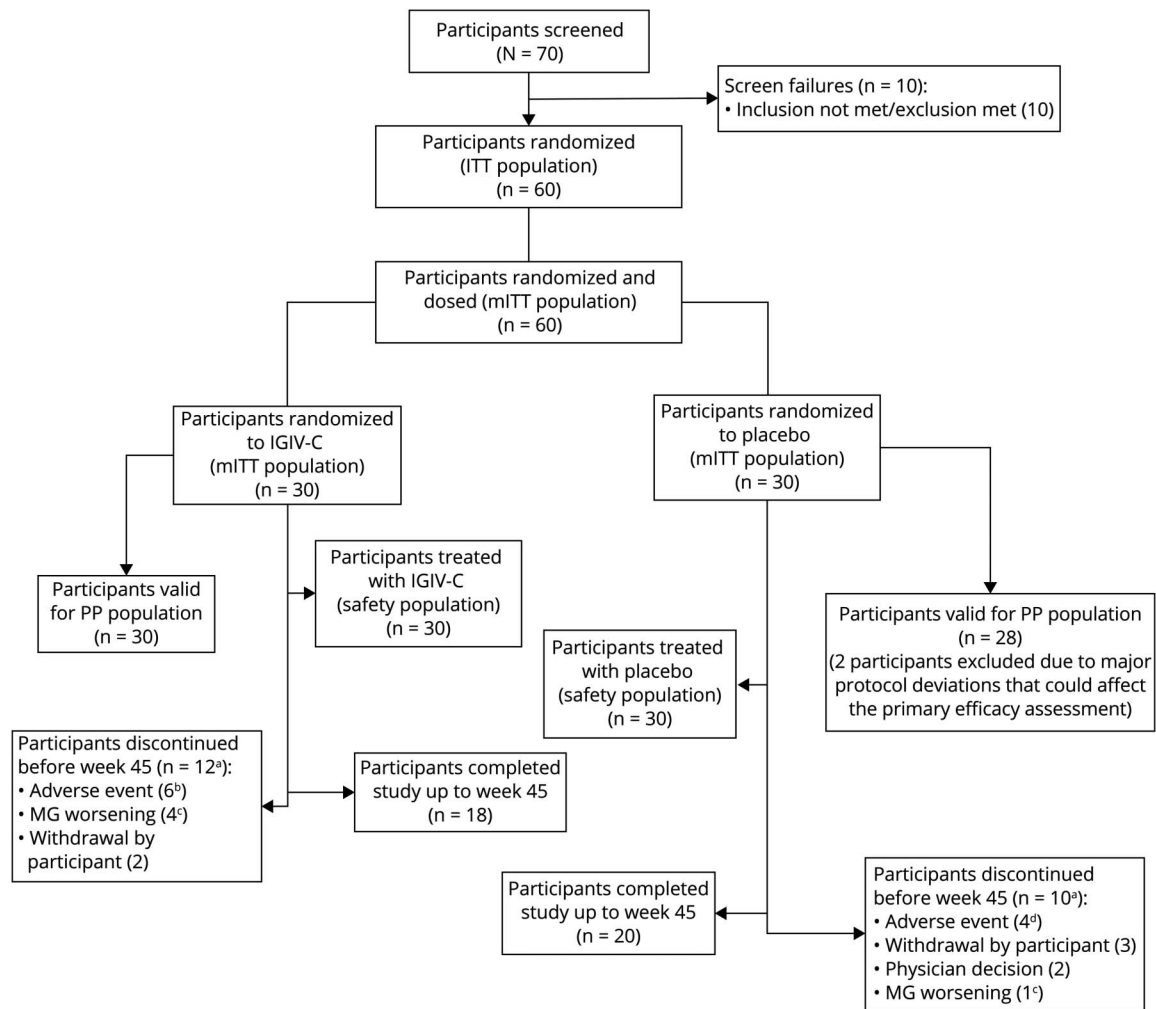 Participants screened
(N = 70)
Screen failures (n = 10):
• Inclusion not met/exclusion met (10)
Participants randomized
(ITT population)
(n = 60)
Participants randomized and
dosed (mITT population)
(n = 60)
Participants randomized
to IGIV-C
(mITT population)
(n = 30)
Participants randomized
to placebo
(mITT population)
(n = 30)
Participants valid
for PP population
(n = 30)
Participants treated
with IGIV-C
(safety population)
(n = 30)
Participants treated
with placebo
(safety population)
(n = 30)
Participants valid for PP population
(n = 28)
(2 participants excluded due to major
protocol deviations that could affect
the primary efficacy assessment)
Participants discontinued
before week 45 (n = 12ᵃ):
• Adverse event (6ᵇ)
• MG worsening (4ᶜ)
• Withdrawal by
participant (2)
Participants completed
study up to week 45
(n = 18)
Participants completed
study up to week 45
(n = 20)
Participants discontinued
before week 45 (n = 10ᵃ):
• Adverse event (4ᵈ)
• Withdrawal by participant (3)
• Physician decision (2)
• MG worsening (1ᶜ)